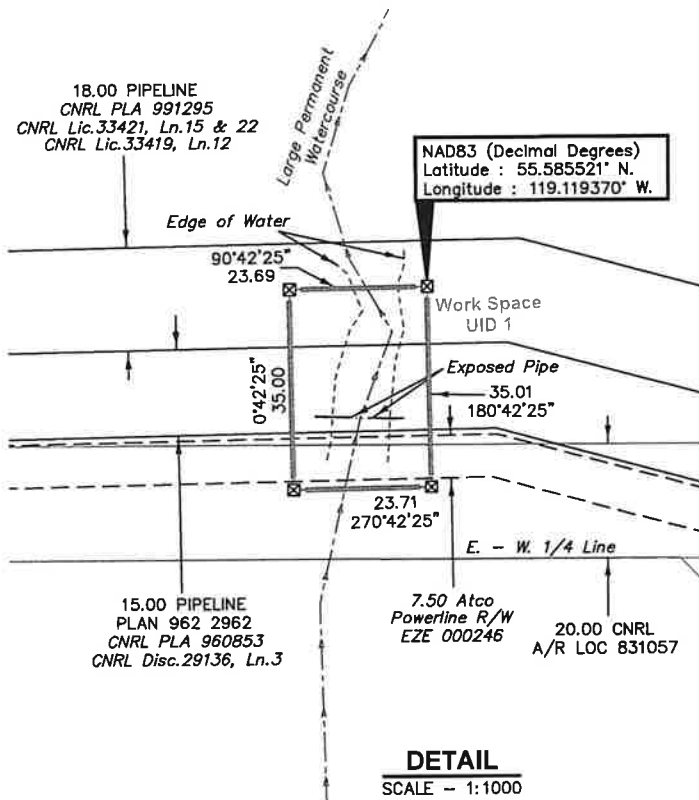 18.00 PIPELINE
CNRL PLA 991295
CNRL Lic.33421, Ln.15 & 22
CNRL Lic.33419, Ln.12
Large Permanent
Watercourse
NAD83 (Decimal Degrees)
Latitude : 55.585521° N.
Longitude : 119.119370° W.
Edge of Water
90°42'25"
23.69
Work Space
UID 1
0°42'25"
35.00
Exposed Pipe
35.01
180°42'25"
23.71
270°42'25"
E. - W. 1/4 Line
15.00 PIPELINE
PLAN 962 2962
CNRL PLA 960853
CNRL Disc.29136, Ln.3
7.50 Atco
Powerline R/W
EZE 000246
20.00 CNRL
A/R LOC 831057
DETAIL
SCALE - 1:1000